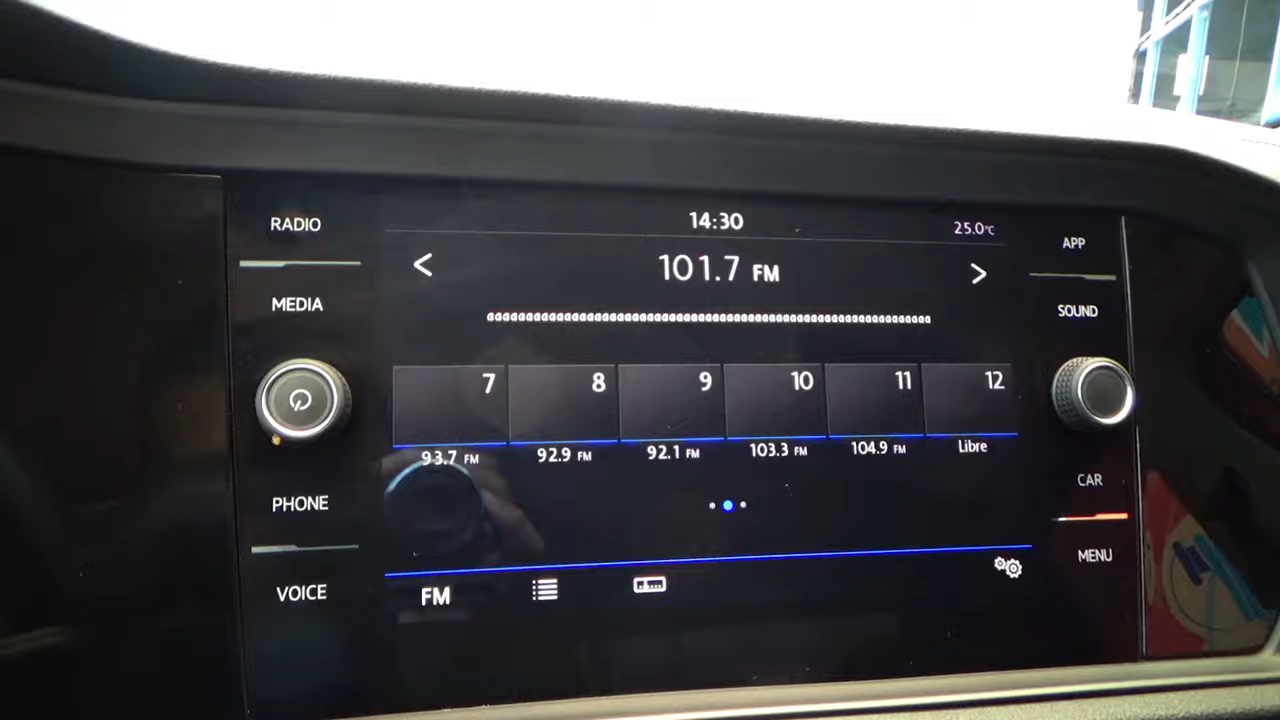 RADIO
MEDIA
PHONE
VOICE
14:30
25.0°C
< 101.7 FM >
7 8 9 10 11 12
93.7 FM 92.9 FM 92.1 FM 103.3 FM 104.9 FM Libre
FM
APP
SOUND
CAR
MENU